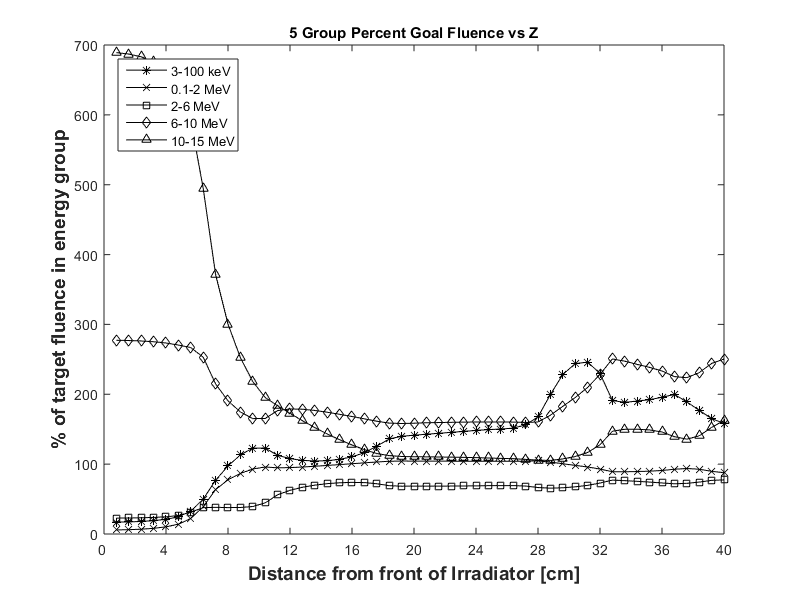 5 Group Percent Goal Fluence vs Z
% of target fluence in energy group
700
600
500
400
300
200
100
0
3-100 keV
0.1-2 MeV
2-6 MeV
6-10 MeV
10-15 MeV
0 4 8 12 16 20 24 28 32 36 40
Distance from front of Irradiator [cm]